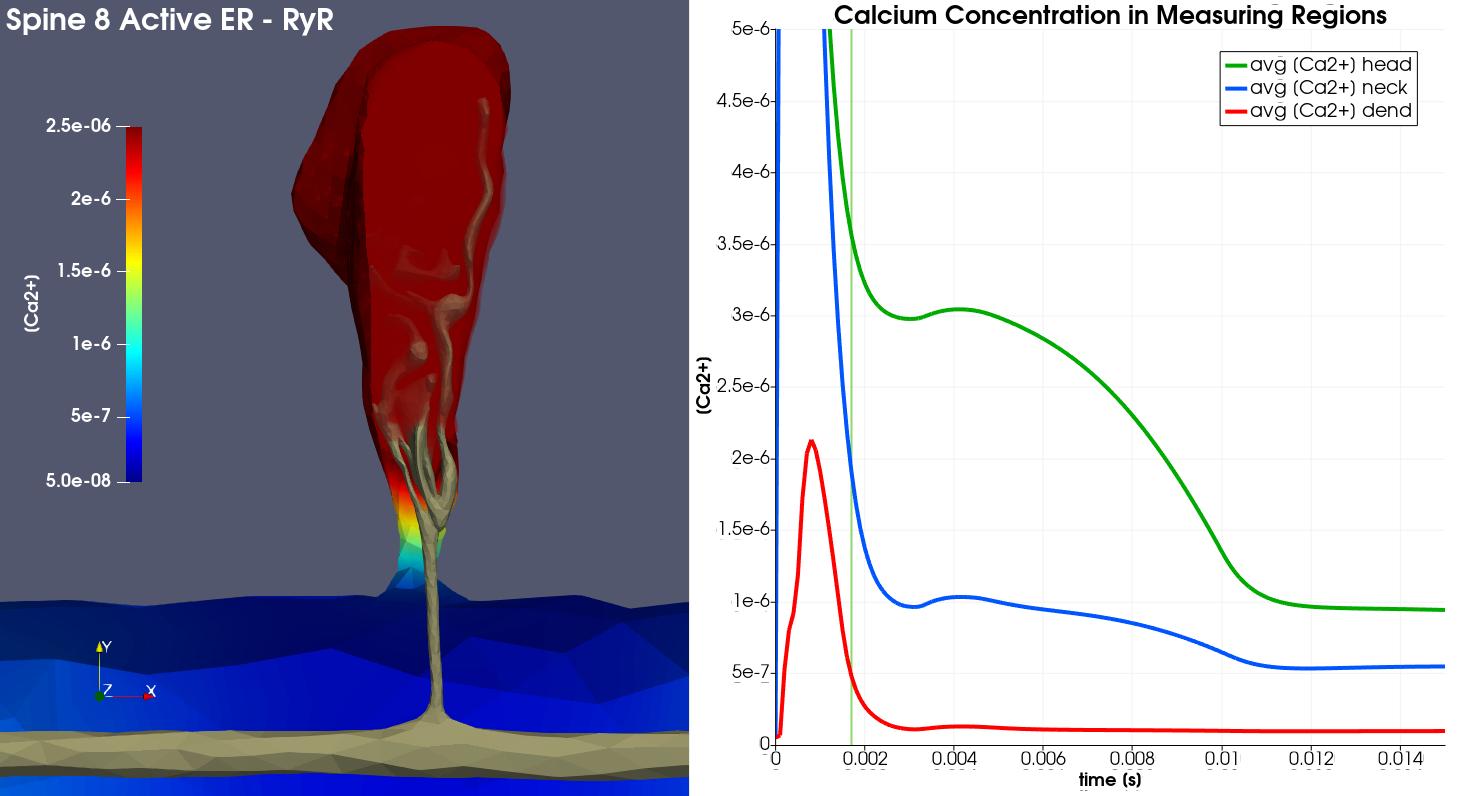 Spine 8 Active ER - RyR
2.5e-06
2e-6
1.5e-6
1e-6
5e-7
5.0e-08
(Ca2+)
Y
Z
X
Calcium Concentration in Measuring Regions
avg (Ca2+) head
avg (Ca2+) neck
avg (Ca2+) dend
5e-6
4.5e-6
4e-6
3.5e-6
3e-6
2.5e-6
2e-6
1.5e-6
1e-6
5e-7
0
(Ca2+)
0 0.002 0.004 0.006 0.008 0.01 0.012 0.014
time (s)